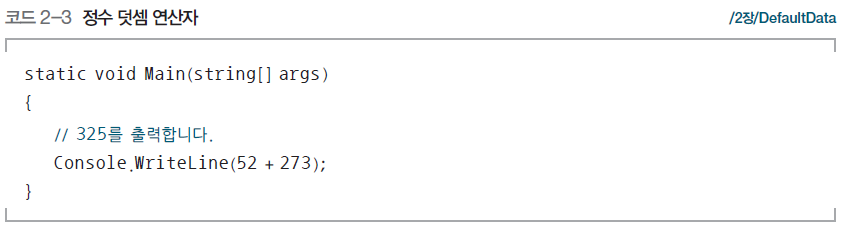 코드 2-3 정수 덧셈 연산자 /2장/DefaultData
static void Main(string[] args)
{
// 325를 출력합니다.
Console.WriteLine(52 + 273);
}